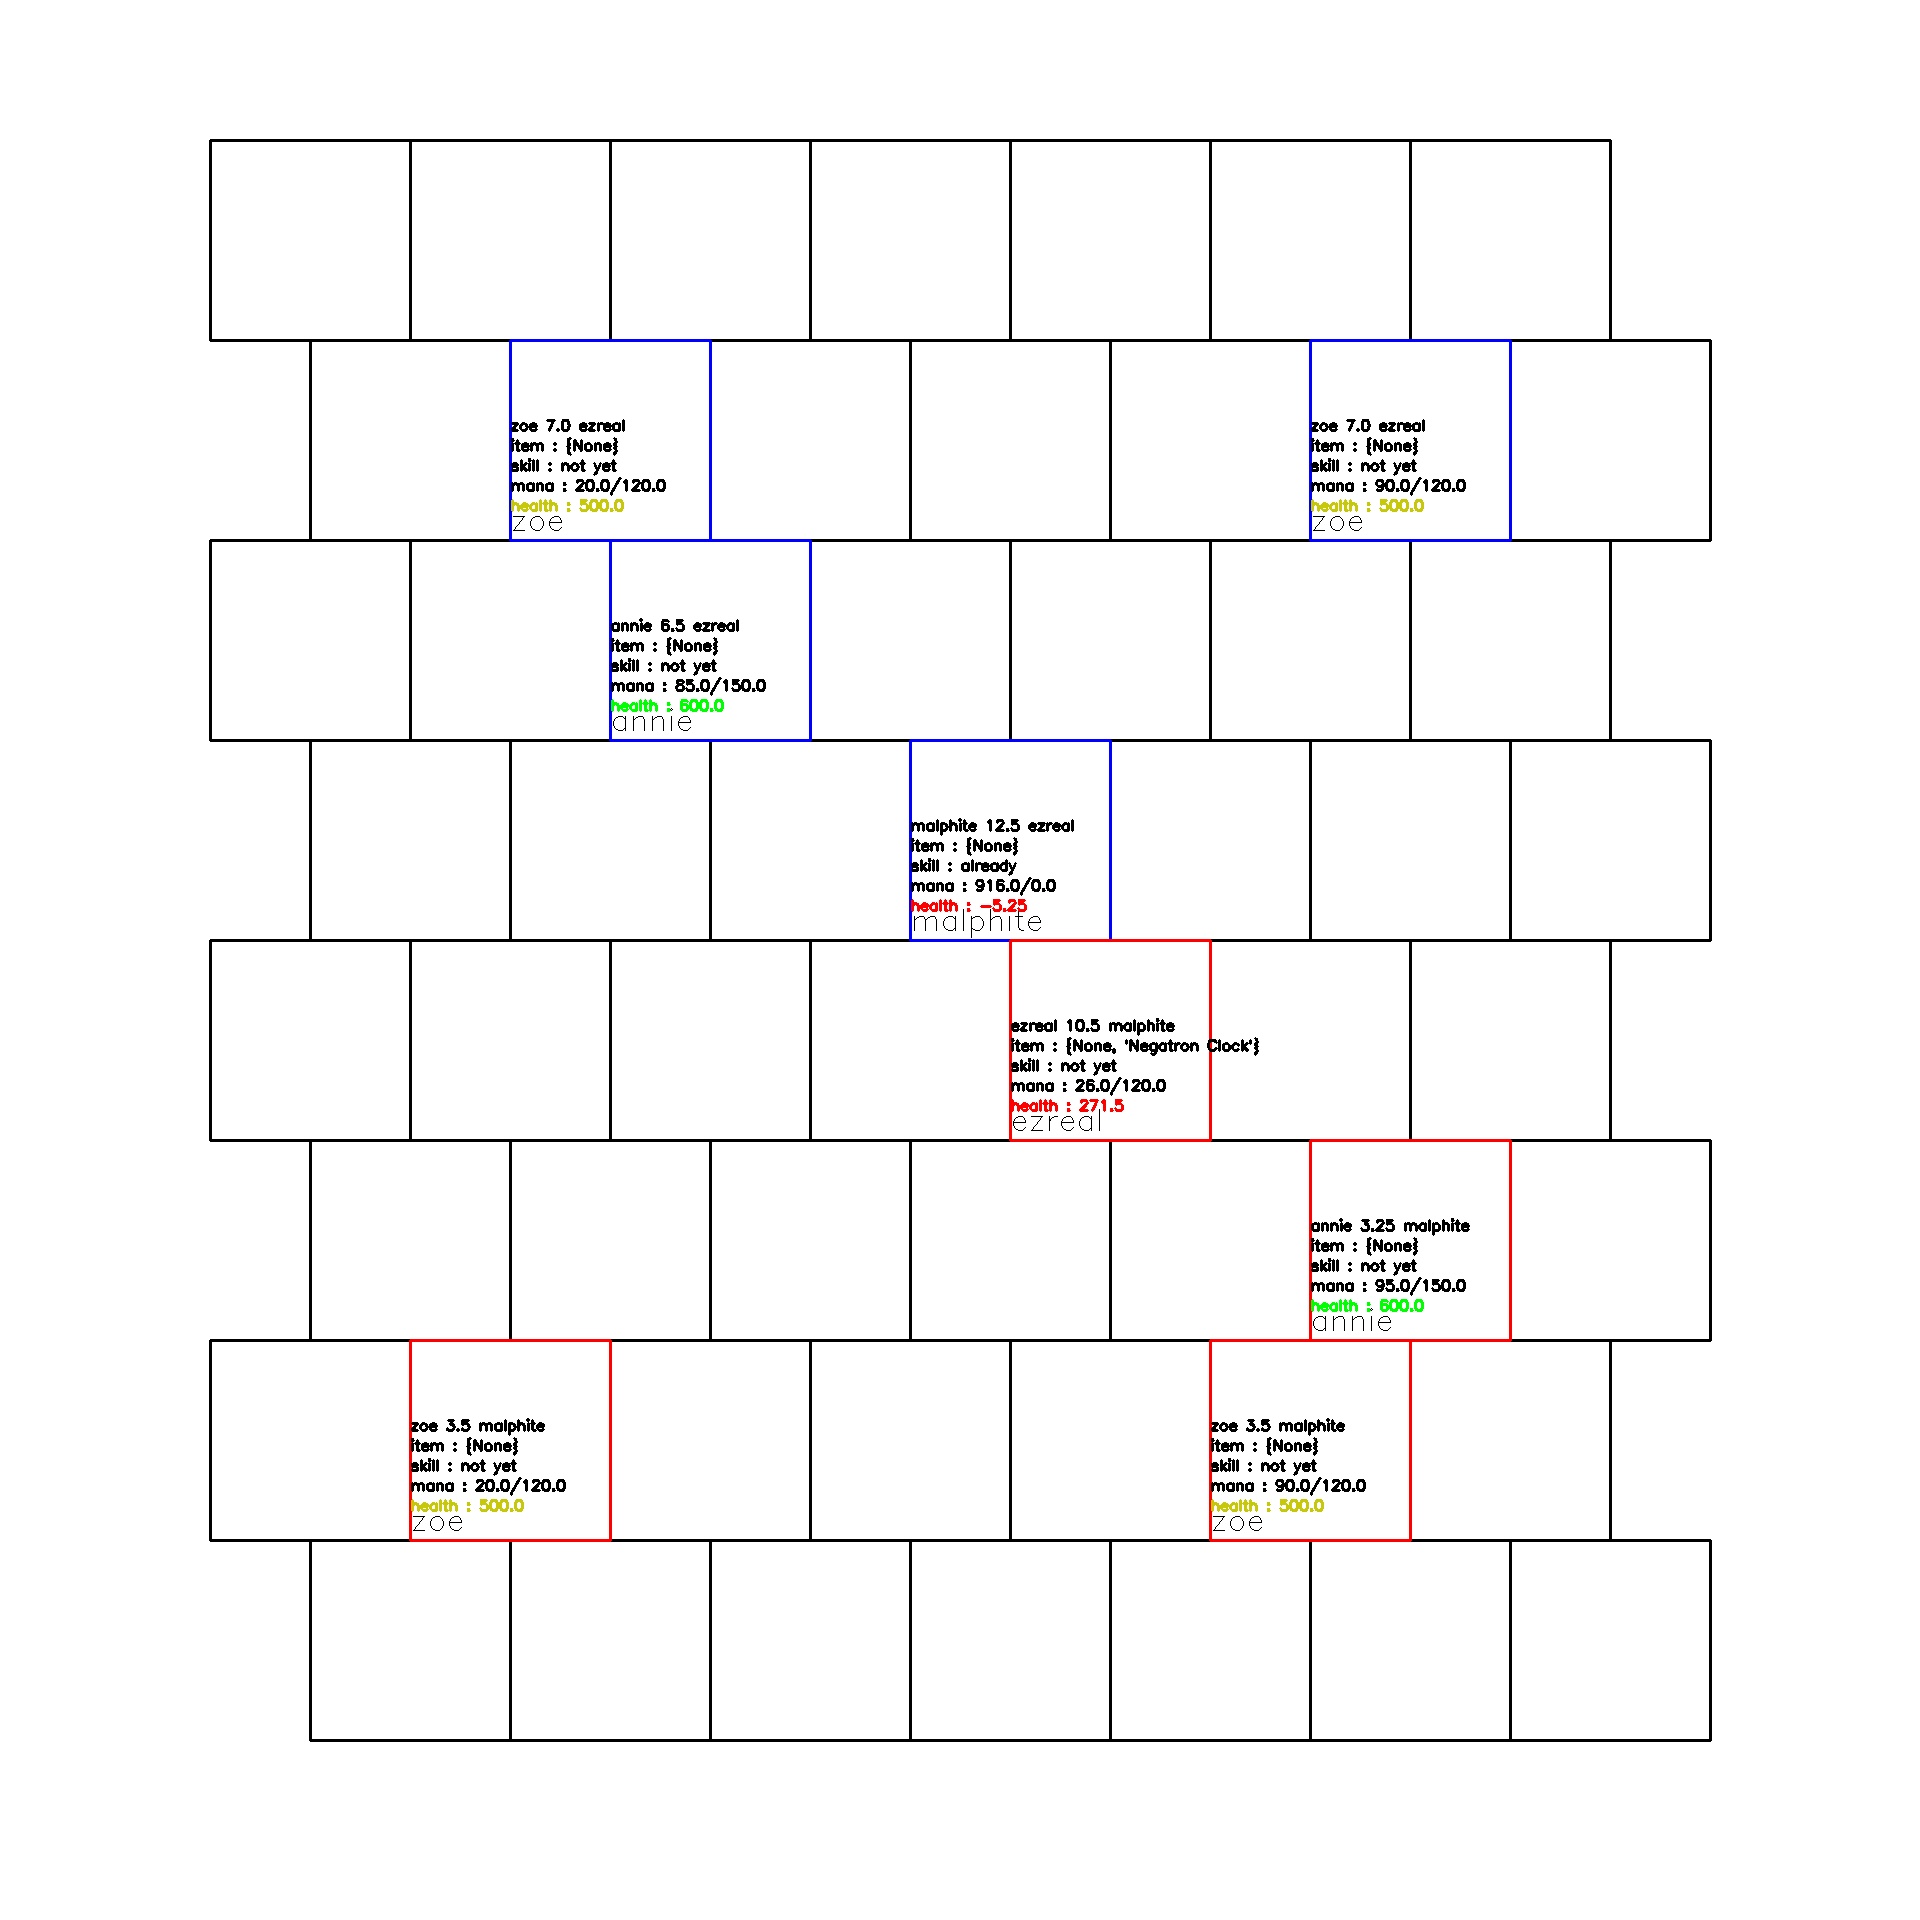 zoe 7.0 ezreal
item : {None}
skill : not yet
mana : 20.0/120.0
health : 500.0
zoe
zoe 7.0 ezreal
item : {None}
skill : not yet
mana : 90.0/120.0
health : 500.0
zoe
annie 6.5 ezreal
item : {None}
skill : not yet
mana : 85.0/150.0
health : 600.0
annie
malphite 12.5 ezreal
item : {None}
skill : already
mana : 916.0/0.0
health : -5.25
malphite
ezreal 10.5 malphite
item : {None, 'Negatron Clock'}
skill : not yet
mana : 26.0/120.0
health : 271.5
ezreal
annie 3.25 malphite
item : {None}
skill : not yet
mana : 95.0/150.0
health : 600.0
annie
zoe 3.5 malphite
item : {None}
skill : not yet
mana : 20.0/120.0
health : 500.0
zoe
zoe 3.5 malphite
item : {None}
skill : not yet
mana : 90.0/120.0
health : 500.0
zoe